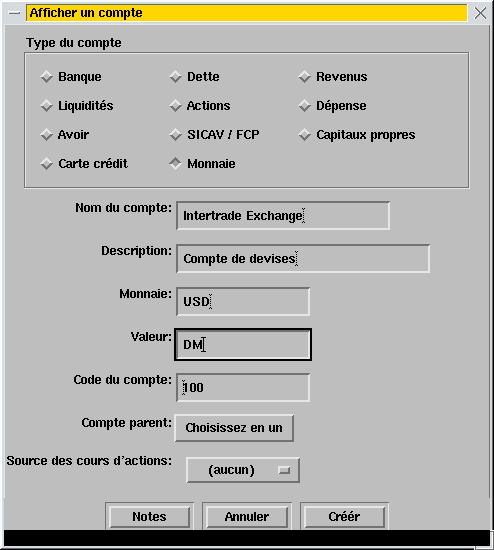 Afficher un compte
Type du compte
Banque Dette Revenus
Liquidités Actions Dépense
Avoir SICAV / FCP Capitaux propres
Carte crédit Monnaie
Nom du compte: Intertrade Exchange
Description: Compte de devises
Monnaie: USD
Valeur: DM
Code du compte: 100
Compte parent: Choisissez en un
Source des cours d'actions: (aucun)
Notes Annuler Créér